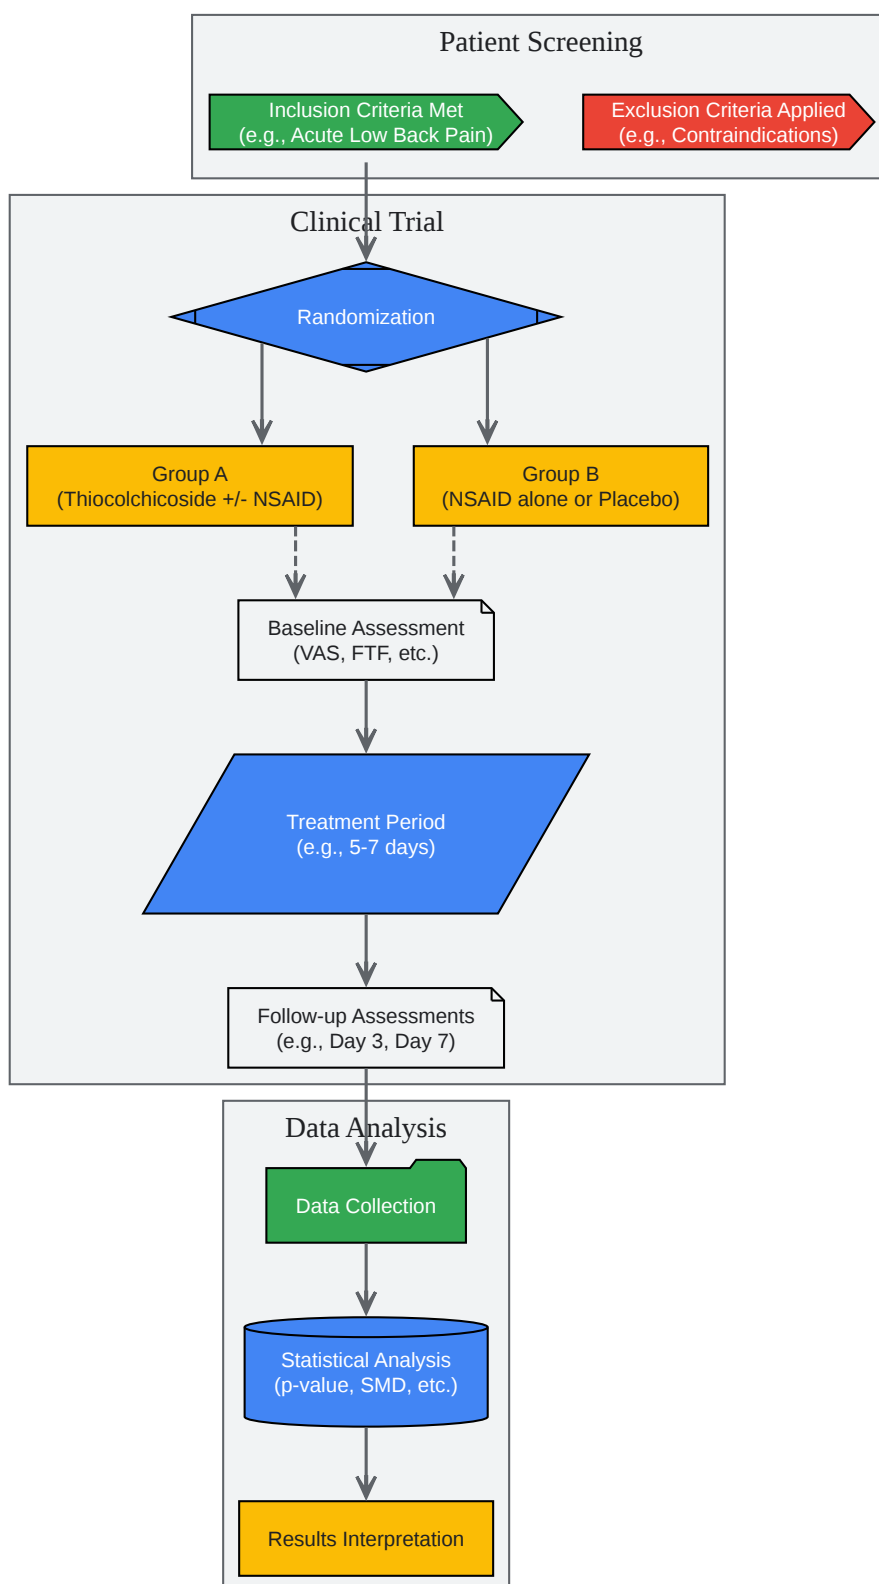 Patient Screening
Inclusion Criteria Met
(e.g., Acute Low Back Pain)
Exclusion Criteria Applied
(e.g., Contraindications)
Clinical Trial
Randomization
Group A
(Thiocolchicoside +/- NSAID)
Group B
(NSAID alone or Placebo)
Baseline Assessment
(VAS, FTF, etc.)
Treatment Period
(e.g., 5-7 days)
Follow-up Assessments
(e.g., Day 3, Day 7)
Data Analysis
Data Collection
Statistical Analysis
(p-value, SMD, etc.)
Results Interpretation